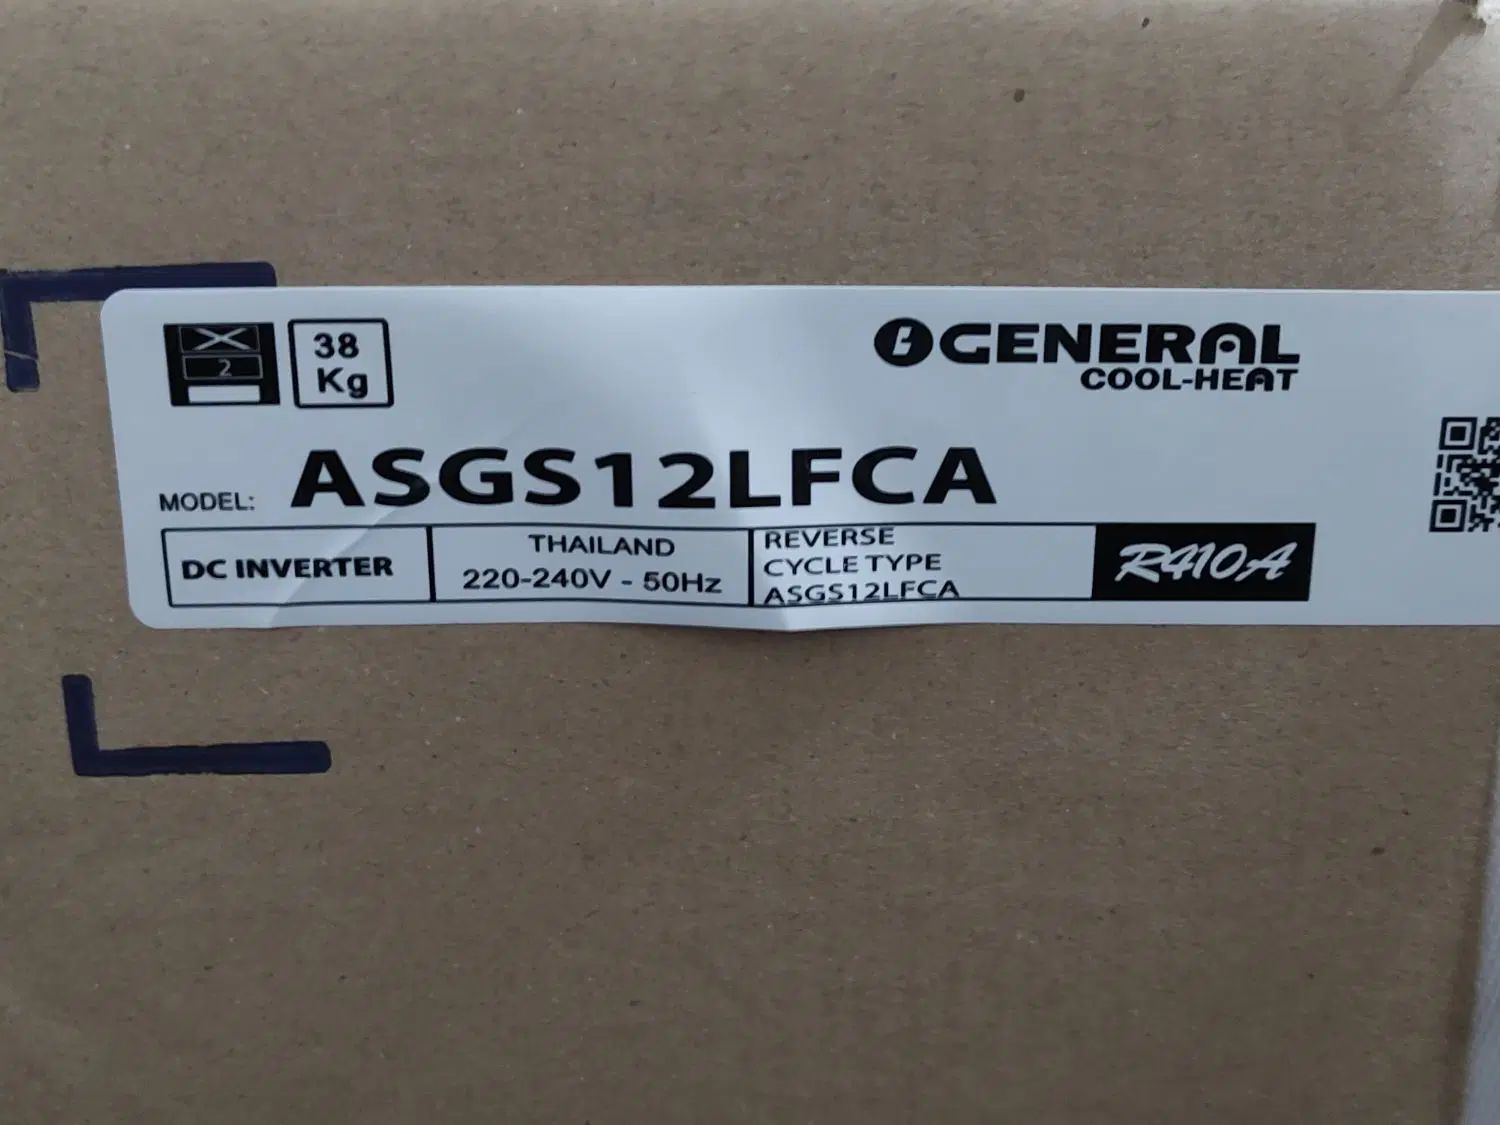 2
38
Kg
GENERAL
COOL-HEAT
MODEL: ASGS12LFCA
DC INVERTER
THAILAND
220-240V - 50Hz
REVERSE
CYCLE TYPE
ASGS12LFCA
R410A